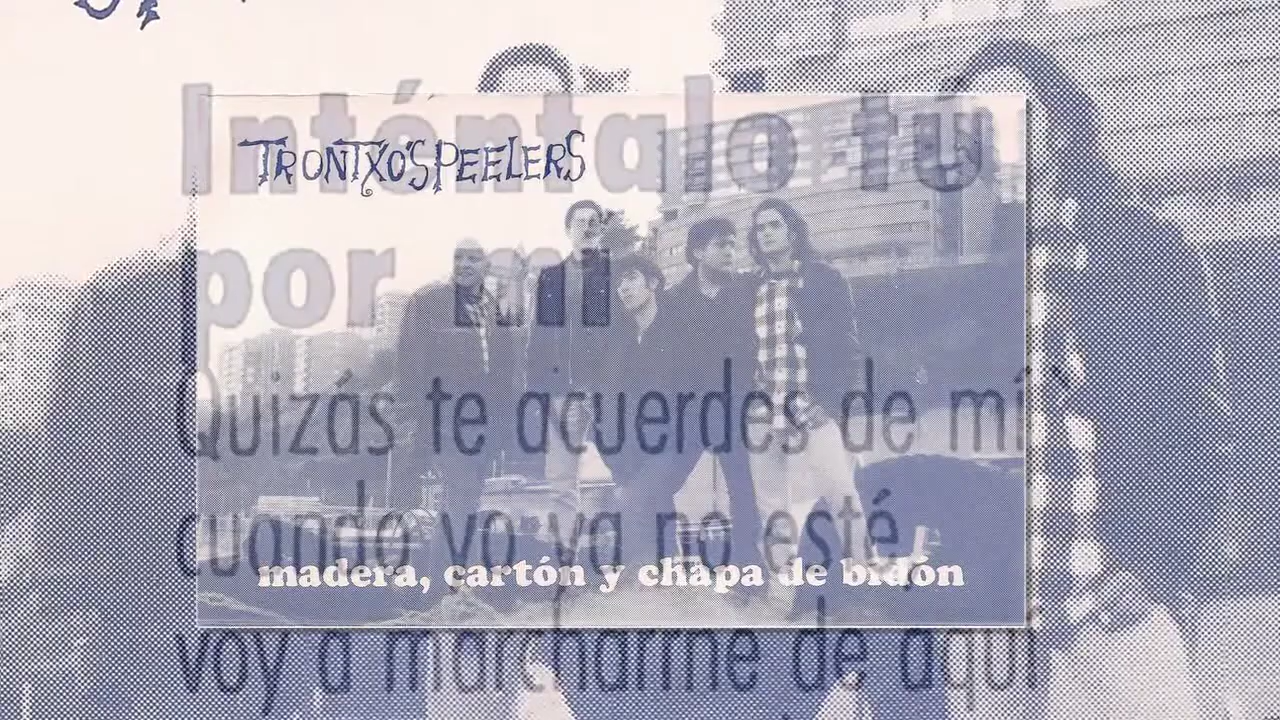 Inténtalo tú
TRONTXO'S PEELERS
por mi
Quizás te acuerdes de mí
cuando yo ya no esté,
madera, cartón y chapa de bidón
voy a marcharme de aquí